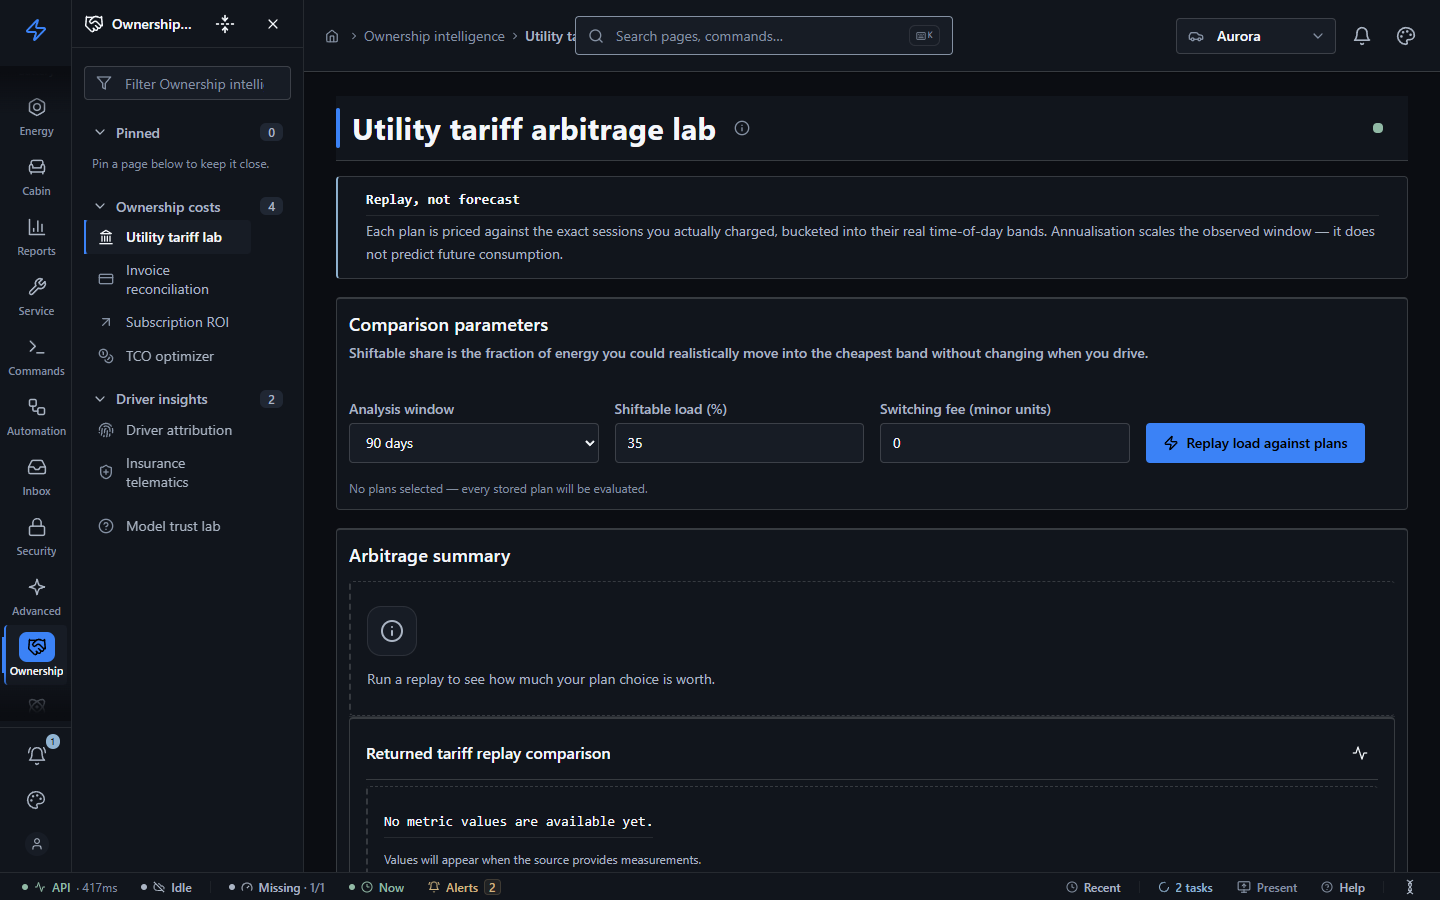 Ownership...
Ownership intelligence
Utility ta
Search pages, commands...
K
Aurora
Filter Ownership intelli
Energy
Cabin
Reports
Service
Commands
Automation
Inbox
Security
Advanced
Ownership
1
Pinned
0
Pin a page below to keep it close.
Ownership costs
4
Utility tariff lab
Invoice
reconciliation
Subscription ROI
TCO optimizer
Driver insights
2
Driver attribution
Insurance
telematics
Model trust lab
Utility tariff arbitrage lab
Replay, not forecast
Each plan is priced against the exact sessions you actually charged, bucketed into their real time-of-day bands. Annualisation scales the observed window — it does
not predict future consumption.
Comparison parameters
Shiftable share is the fraction of energy you could realistically move into the cheapest band without changing when you drive.
Analysis window
Shiftable load (%)
Switching fee (minor units)
90 days
35
0
Replay load against plans
No plans selected — every stored plan will be evaluated.
Arbitrage summary
Run a replay to see how much your plan choice is worth.
Returned tariff replay comparison
No metric values are available yet.
Values will appear when the source provides measurements.
API · 417ms
Idle
Missing · 1/1
Now
Alerts 2
Recent
2 tasks
Present
Help